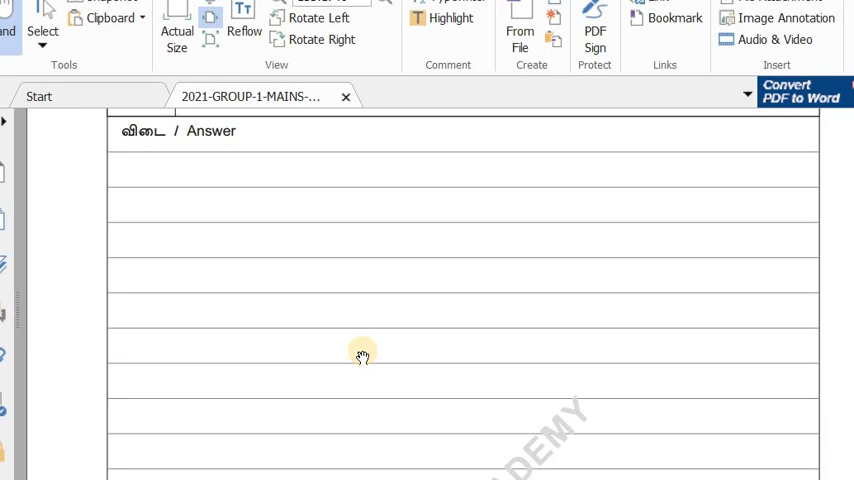 Select
Clipboard
Actual
Size
Reflow
Rotate Left
Rotate Right
Highlight
From
File
PDF
Sign
Bookmark
Image Annotation
Audio & Video
Tools
View
Comment
Create
Protect
Links
Insert
Start
2021-GROUP-1-MAINS-...
Convert
PDF to Word
விடை / Answer